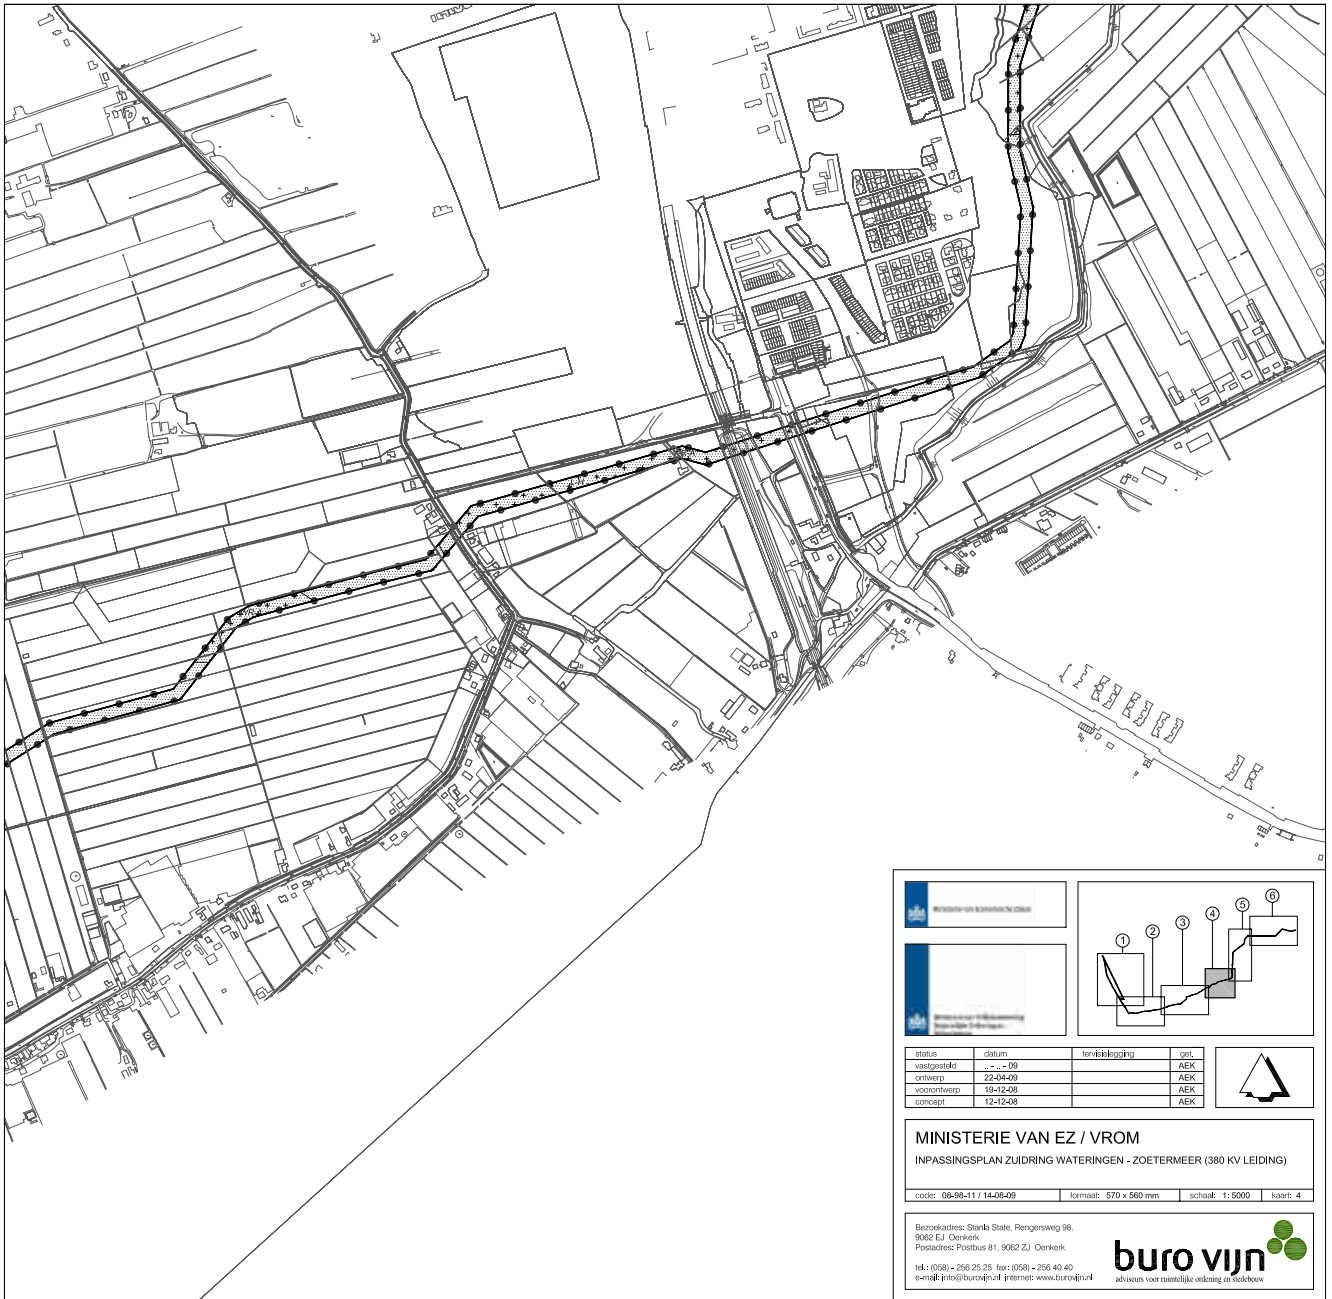 Ministerie van Economische Zaken
1
2
3
4
5
6
status datum tervisielegging get.
vastgesteld .. - .. - 09 AEK
ontwerp 22-04-09 AEK
voorontwerp 19-12-08 AEK
concept 12-12-08 AEK
MINISTERIE VAN EZ / VROM
INPASSINGSPLAN ZUIDRING WATERINGEN - ZOETERMEER (380 KV LEIDING)
code: 08-98-11 / 14-08-09 formaat: 570 x 560 mm schaal: 1: 5000 kaart: 4
Bezoekadres: Stania State, Rengersweg 98,
9062 EJ Oenkerk
Postadres: Postbus 81, 9062 ZJ Oenkerk
tel.: (058) - 256 25 25 fax: (058) - 256 40 40
e-mail: info@burovijn.nl internet: www.burovijn.nl
buro vijn
adviseurs voor ruimtelijke ordening en stedebouw